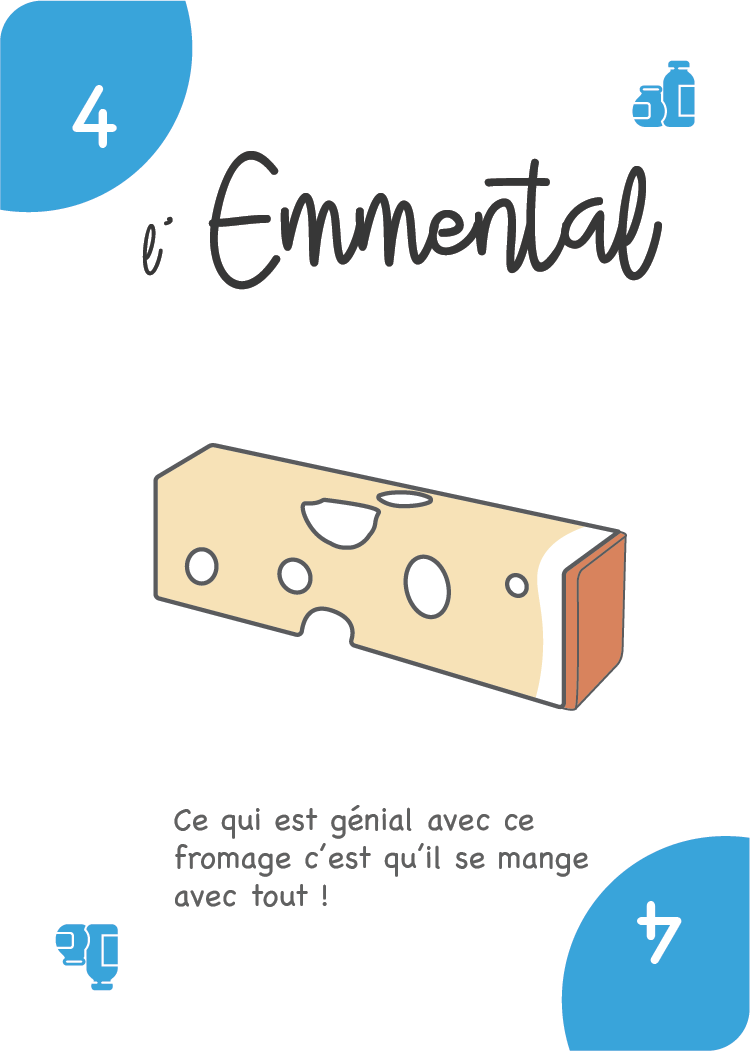 4
l' Emmental
Ce qui est génial avec ce
fromage c'est qu'il se mange
avec tout !
4